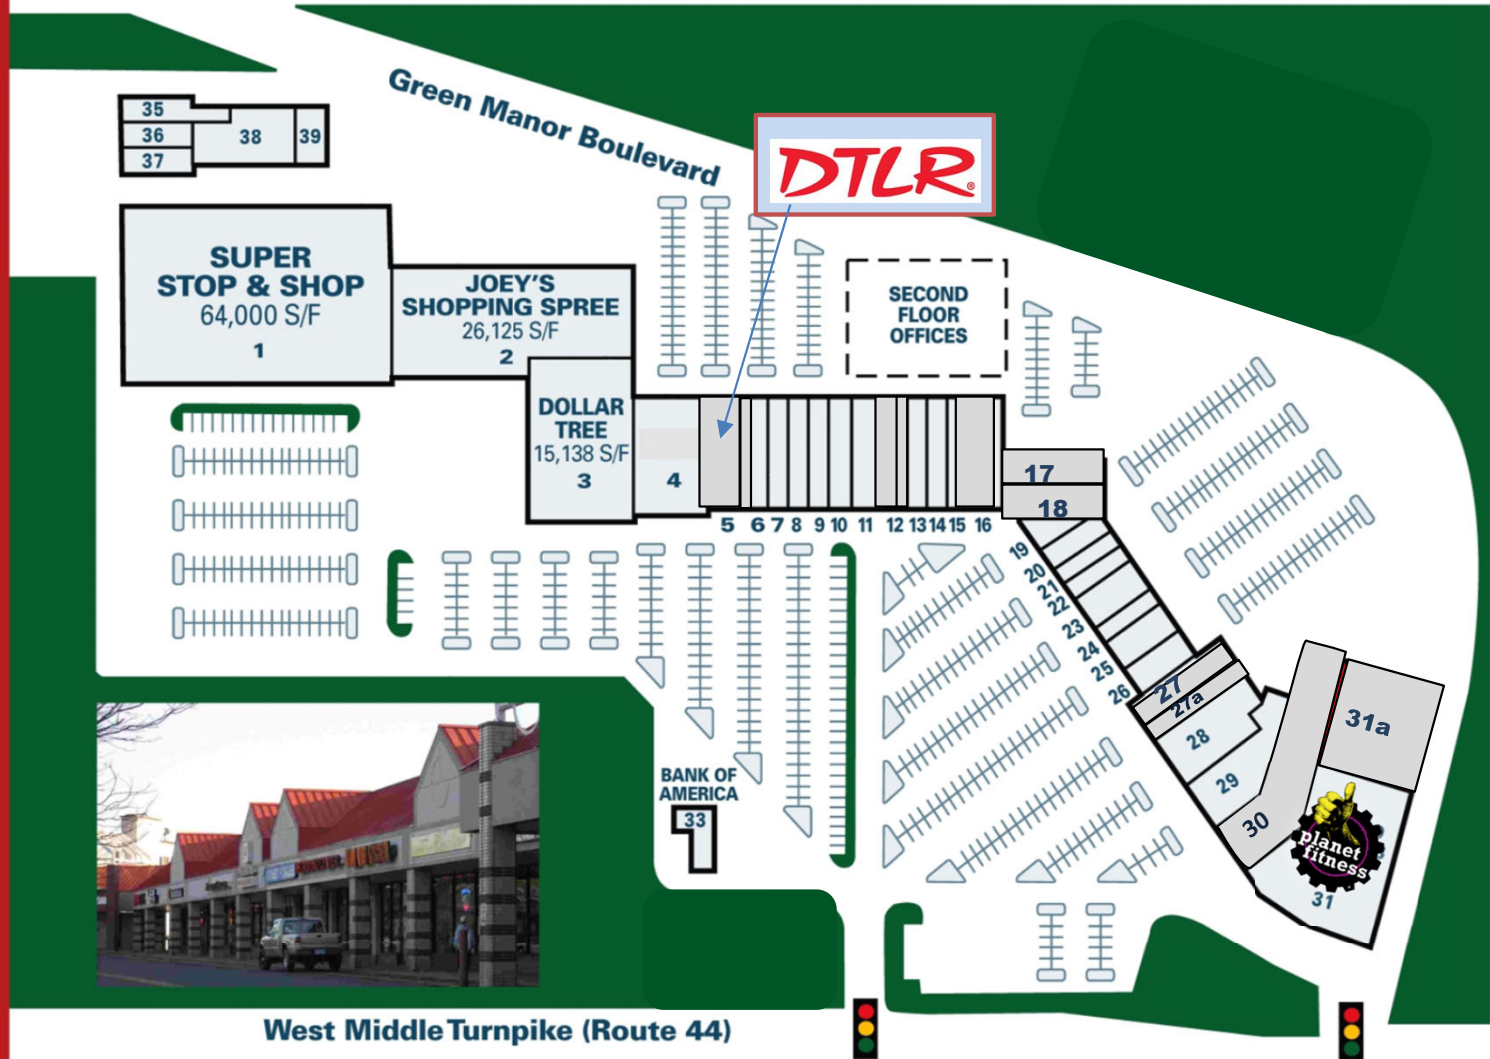 Green Manor Boulevard
35
36
37
38
39
DTLR®
SUPER
STOP & SHOP
64,000 S/F
1
JOEY'S
SHOPPING SPREE
26,125 S/F
2
SECOND
FLOOR
OFFICES
DOLLAR
TREE
15,138 S/F
3
4
5 6 7 8 9 10 11 12 13 14 15 16
17
18
19
20
21
22
23
24
25
26
27
27a
28
29
30
31a
planet
fitness
31
BANK OF
AMERICA
33
West Middle Turnpike (Route 44)